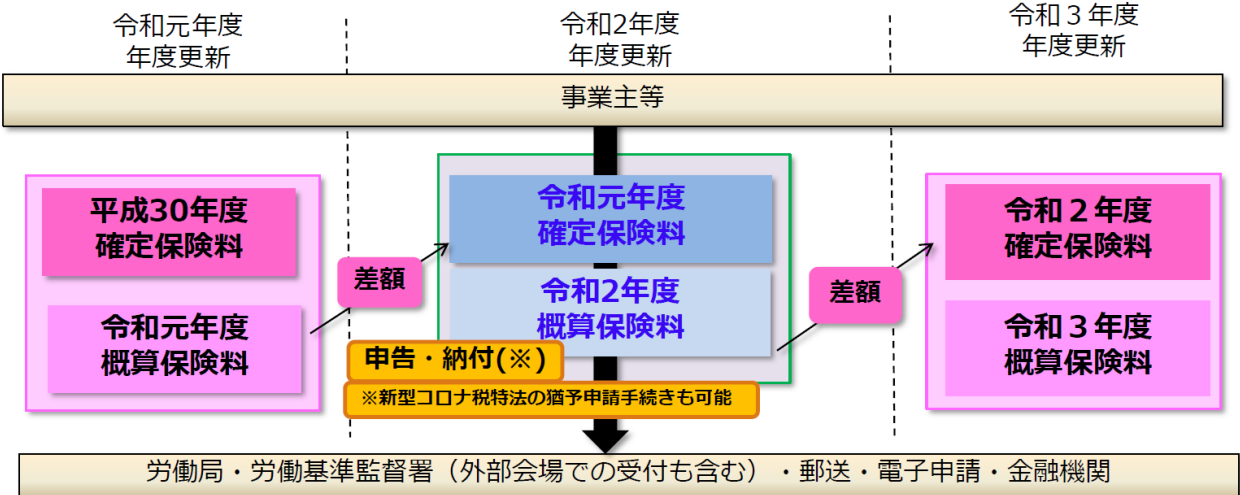 令和元年度
年度更新
令和2年度
年度更新
令和３年度
年度更新
事業主等
平成30年度
確定保険料
令和元年度
概算保険料
差額
令和元年度
確定保険料
令和2年度
概算保険料
申告・納付(※)
※新型コロナ税特法の猶予申請手続きも可能
差額
令和２年度
確定保険料
令和３年度
概算保険料
労働局・労働基準監督署（外部会場での受付も含む）・郵送・電子申請・金融機関